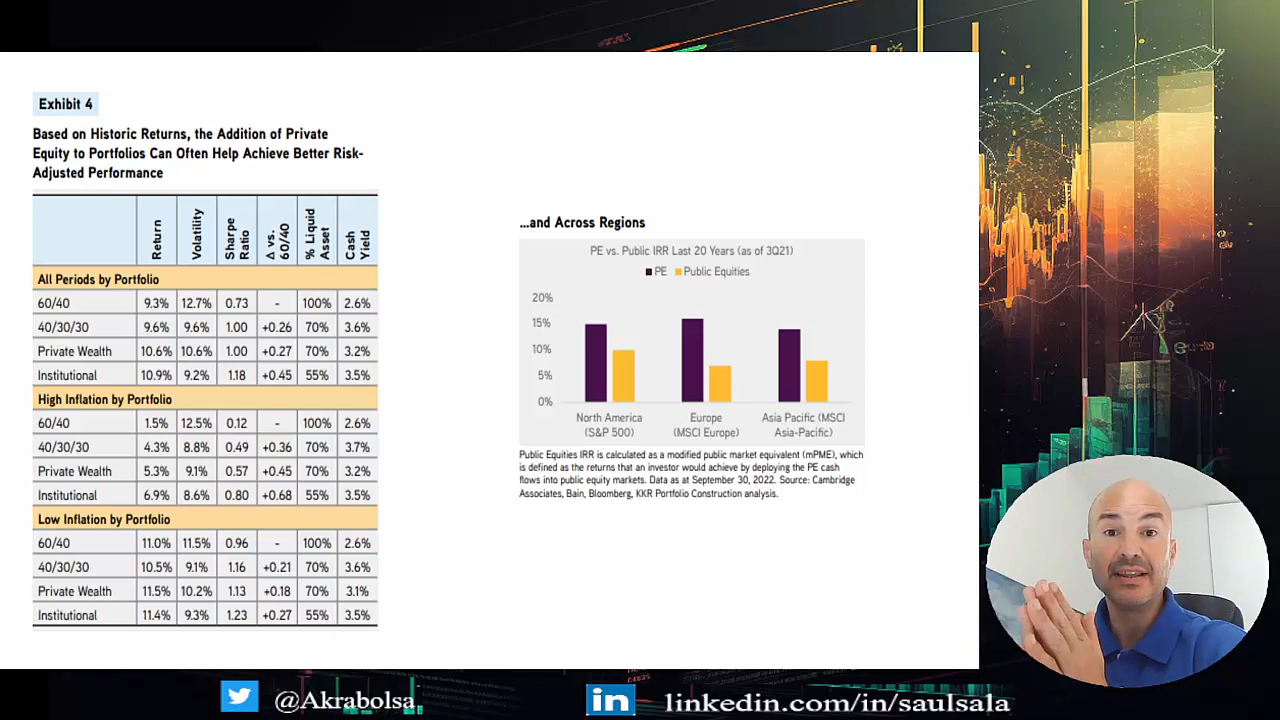 Exhibit 4
Based on Historic Returns, the Addition of Private
Equity to Portfolios Can Often Help Achieve Better Risk-
Adjusted Performance
Return Volatility Sharpe Ratio Δ vs. 60/40 % Liquid Asset Cash Yield
All Periods by Portfolio
60/40 9.3% 12.7% 0.73 - 100% 2.6%
40/30/30 9.6% 9.6% 1.00 +0.26 70% 3.6%
Private Wealth 10.6% 10.6% 1.00 +0.27 70% 3.2%
Institutional 10.9% 9.2% 1.18 +0.45 55% 3.5%
High Inflation by Portfolio
60/40 1.5% 12.5% 0.12 - 100% 2.6%
40/30/30 4.3% 8.8% 0.49 +0.36 70% 3.7%
Private Wealth 5.3% 9.1% 0.57 +0.45 70% 3.2%
Institutional 6.9% 8.6% 0.80 +0.68 55% 3.5%
Low Inflation by Portfolio
60/40 11.0% 11.5% 0.96 - 100% 2.6%
40/30/30 10.5% 9.1% 1.16 +0.21 70% 3.6%
Private Wealth 11.5% 10.2% 1.13 +0.18 70% 3.1%
Institutional 11.4% 9.3% 1.23 +0.27 55% 3.5%
...and Across Regions
PE vs. Public IRR Last 20 Years (as of 3Q21)
PE Public Equities
20%
15%
10%
5%
0%
North America Europe Asia Pacific (MSCI
(S&P 500) (MSCI Europe) Asia-Pacific)
Public Equities IRR is calculated as a modified public market equivalent (mPME), which
is defined as the returns that an investor would achieve by deploying the PE cash
flows into public equity markets. Data as at September 30, 2022. Source: Cambridge
Associates, Bain, Bloomberg, KKR Portfolio Construction analysis.
@Akrabolsa
in linkedin.com/in/saulsala